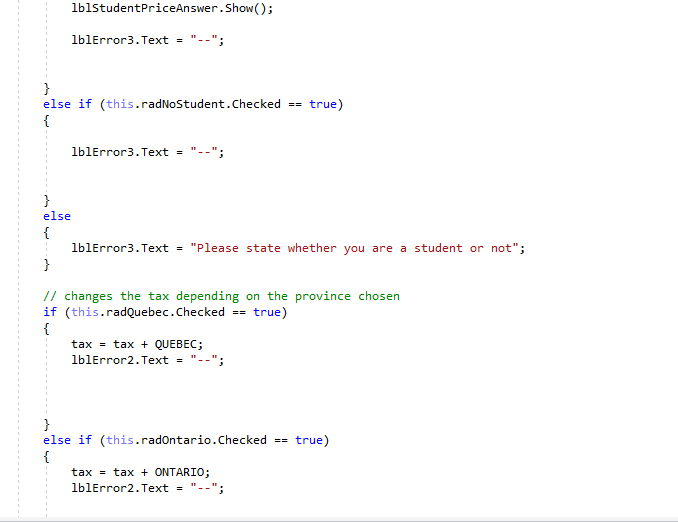 lblStudentPriceAnswer.Show();
lblError3.Text = "--";
}
else if (this.radNoStudent.Checked == true)
{
lblError3.Text = "--";
}
else
{
lblError3.Text = "Please state whether you are a student or not";
}
// changes the tax depending on the province chosen
if (this.radQuebec.Checked == true)
{
tax = tax + QUEBEC;
lblError2.Text = "--";
}
else if (this.radOntario.Checked == true)
{
tax = tax + ONTARIO;
lblError2.Text = "--";